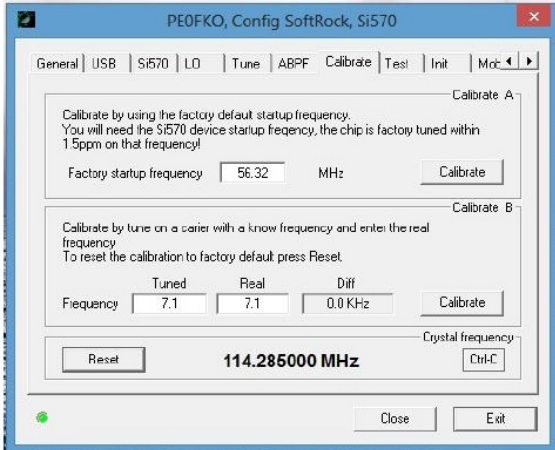 PE0FKO, Config SoftRock, Si570
General USB Si570 LO Tune ABPF Calibrate Test Init
Calibrate A
Calibrate by using the factory default startup frequency.
You will need the Si570 device startup freqency, the chip is factory tuned within
1.5ppm on that frequency!
Factory startup frequency 56.32 MHz Calibrate
Calibrate B
Calibrate by tune on a carier with a know frequency and enter the real
frequency
To reset the calibration to factory default press Reset.
Tuned Real Diff
Frequency 7.1 7.1 0.0 KHz Calibrate
Crystal frequency
Reset 114.285000 MHz Ctrl-C
Close Exit